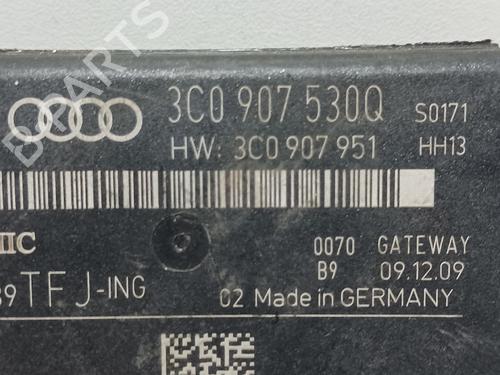 3C0 907 530Q S0171
HW: 3C0 907 951 HH13
0070 GATEWAY
B9 09.12.09
TFJ-ING
02 Made in GERMANY
B-PARTS